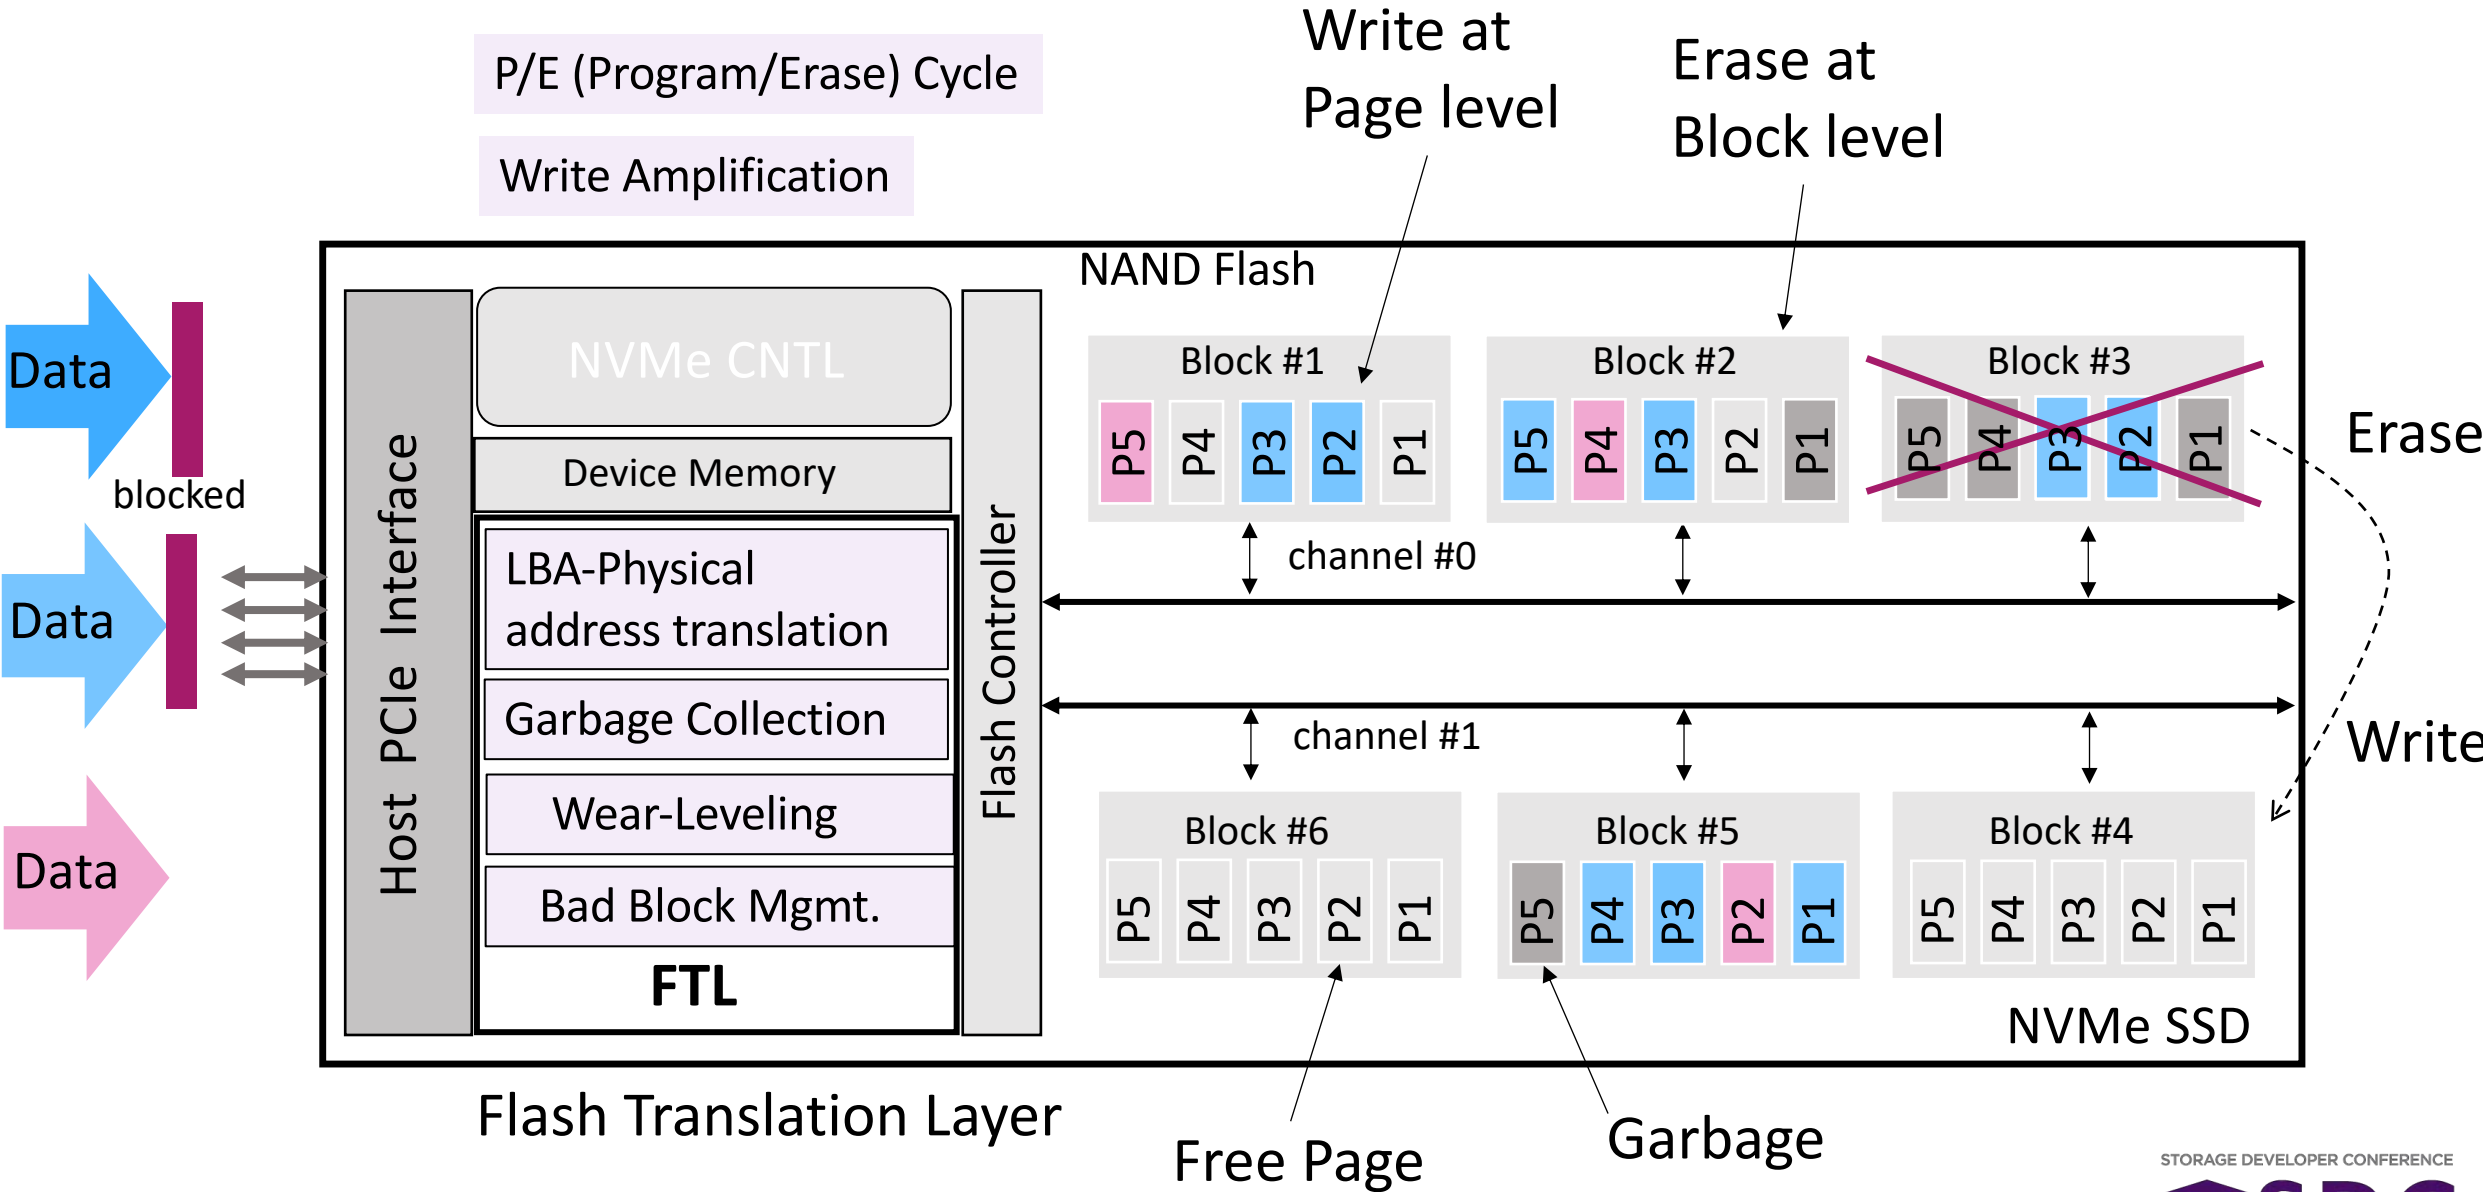 P/E (Program/Erase) Cycle
Write Amplification
Write at
Page level
Erase at
Block level
NAND Flash
Data
blocked
Data
Data
Host PCIe Interface
NVMe CNTL
Device Memory
LBA-Physical
address translation
Garbage Collection
Wear-Leveling
Bad Block Mgmt.
FTL
Flash Controller
Block #1
P5 P4 P3 P2 P1
Block #2
P5 P4 P3 P2 P1
Block #3
P5 P4 P3 P2 P1
Erase
channel #0
channel #1
Write
Block #6
P5 P4 P3 P2 P1
Block #5
P5 P4 P3 P2 P1
Block #4
P5 P4 P3 P2 P1
NVMe SSD
Flash Translation Layer
Free Page
Garbage
STORAGE DEVELOPER CONFERENCE